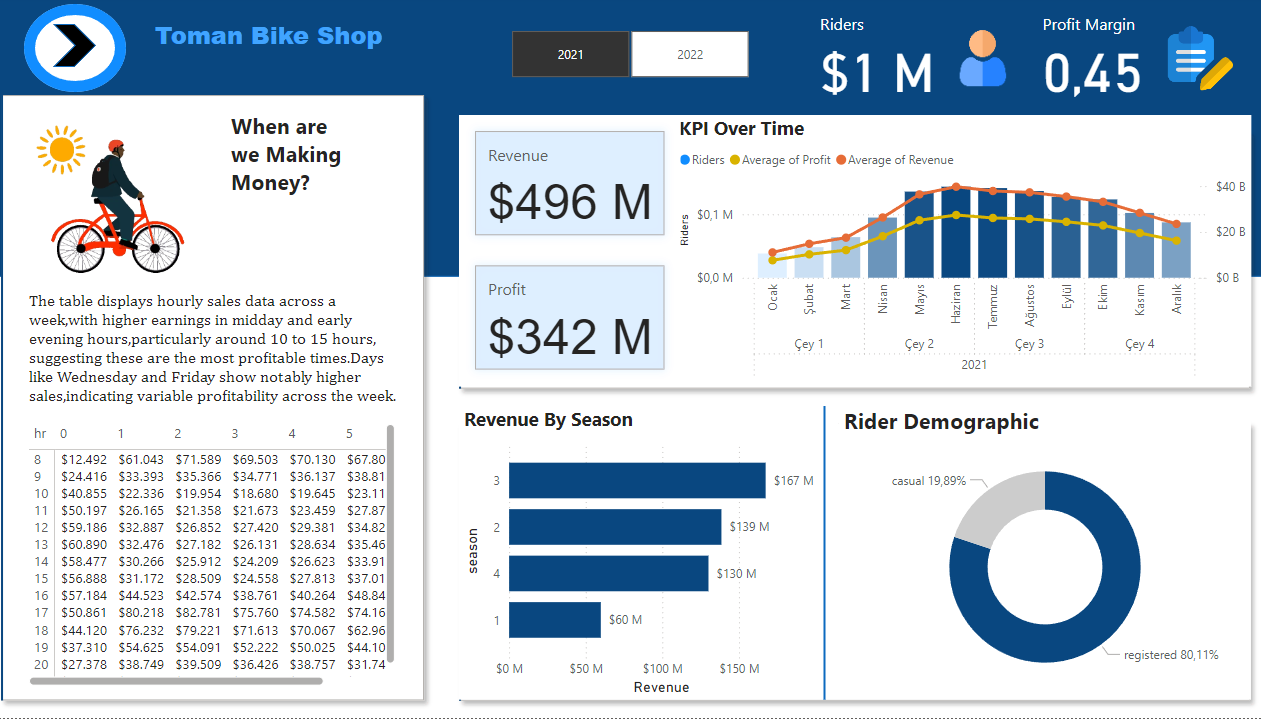 Toman Bike Shop
2021
2022
Riders
$1 M
Profit Margin
0,45
When are
we Making
Money?
The table displays hourly sales data across a
week,with higher earnings in midday and early
evening hours,particularly around 10 to 15 hours,
suggesting these are the most profitable times.Days
like Wednesday and Friday show notably higher
sales,indicating variable profitability across the week.
hr 0 1 2 3 4 5
8 $12.492 $61.043 $71.589 $69.503 $70.130 $67.80
9 $24.416 $33.393 $35.366 $34.771 $36.137 $38.81
10 $40.855 $22.336 $19.954 $18.680 $19.645 $23.11
11 $50.197 $26.165 $21.358 $21.673 $23.459 $27.87
12 $59.186 $32.887 $26.852 $27.420 $29.381 $34.82
13 $60.890 $32.476 $27.182 $26.131 $28.634 $35.46
14 $58.477 $30.266 $25.912 $24.209 $26.623 $33.91
15 $56.888 $31.172 $28.509 $24.558 $27.813 $37.01
16 $57.184 $44.523 $42.574 $38.761 $40.264 $48.84
17 $50.861 $80.218 $82.781 $75.760 $74.582 $74.16
18 $44.120 $76.232 $79.221 $71.613 $70.067 $62.96
19 $37.310 $54.625 $54.091 $52.222 $50.025 $44.10
20 $27.378 $38.749 $39.509 $36.426 $38.757 $31.74
Revenue
$496 M
Profit
$342 M
KPI Over Time
Riders Average of Profit Average of Revenue
Riders
$0,1 M
$0,0 M
$40 B
$20 B
$0 B
Ocak Şubat Mart Nisan Mayıs Haziran Temmuz Ağustos Eylül Ekim Kasım Aralık
Çey 1 Çey 2 Çey 3 Çey 4
2021
Revenue By Season
season
3 $167 M
2 $139 M
4 $130 M
1 $60 M
$0 M $50 M $100 M $150 M
Revenue
Rider Demographic
casual 19,89%
registered 80,11%